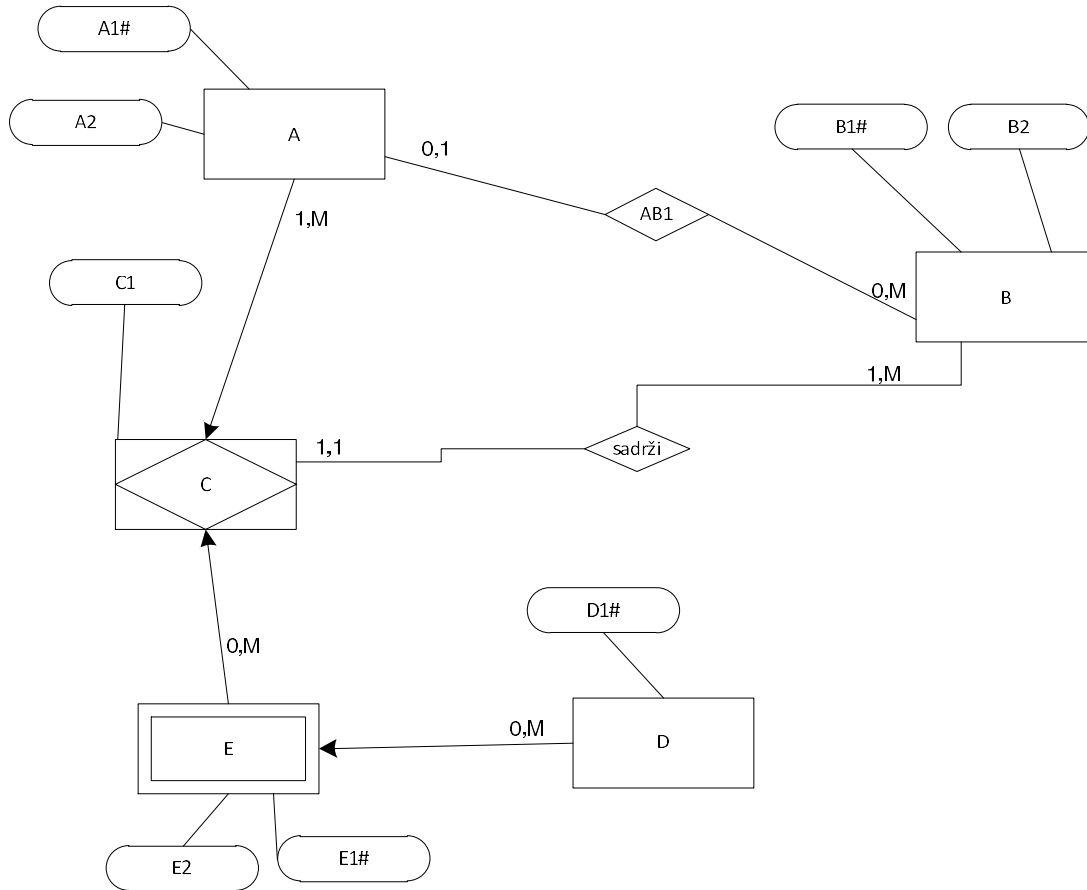 A1#
A2
A
0,1
B1#
B2
AB1
1,M
C1
0,M
B
1,M
1,1
sadrži
C
D1#
0,M
0,M
E
D
E2
E1#